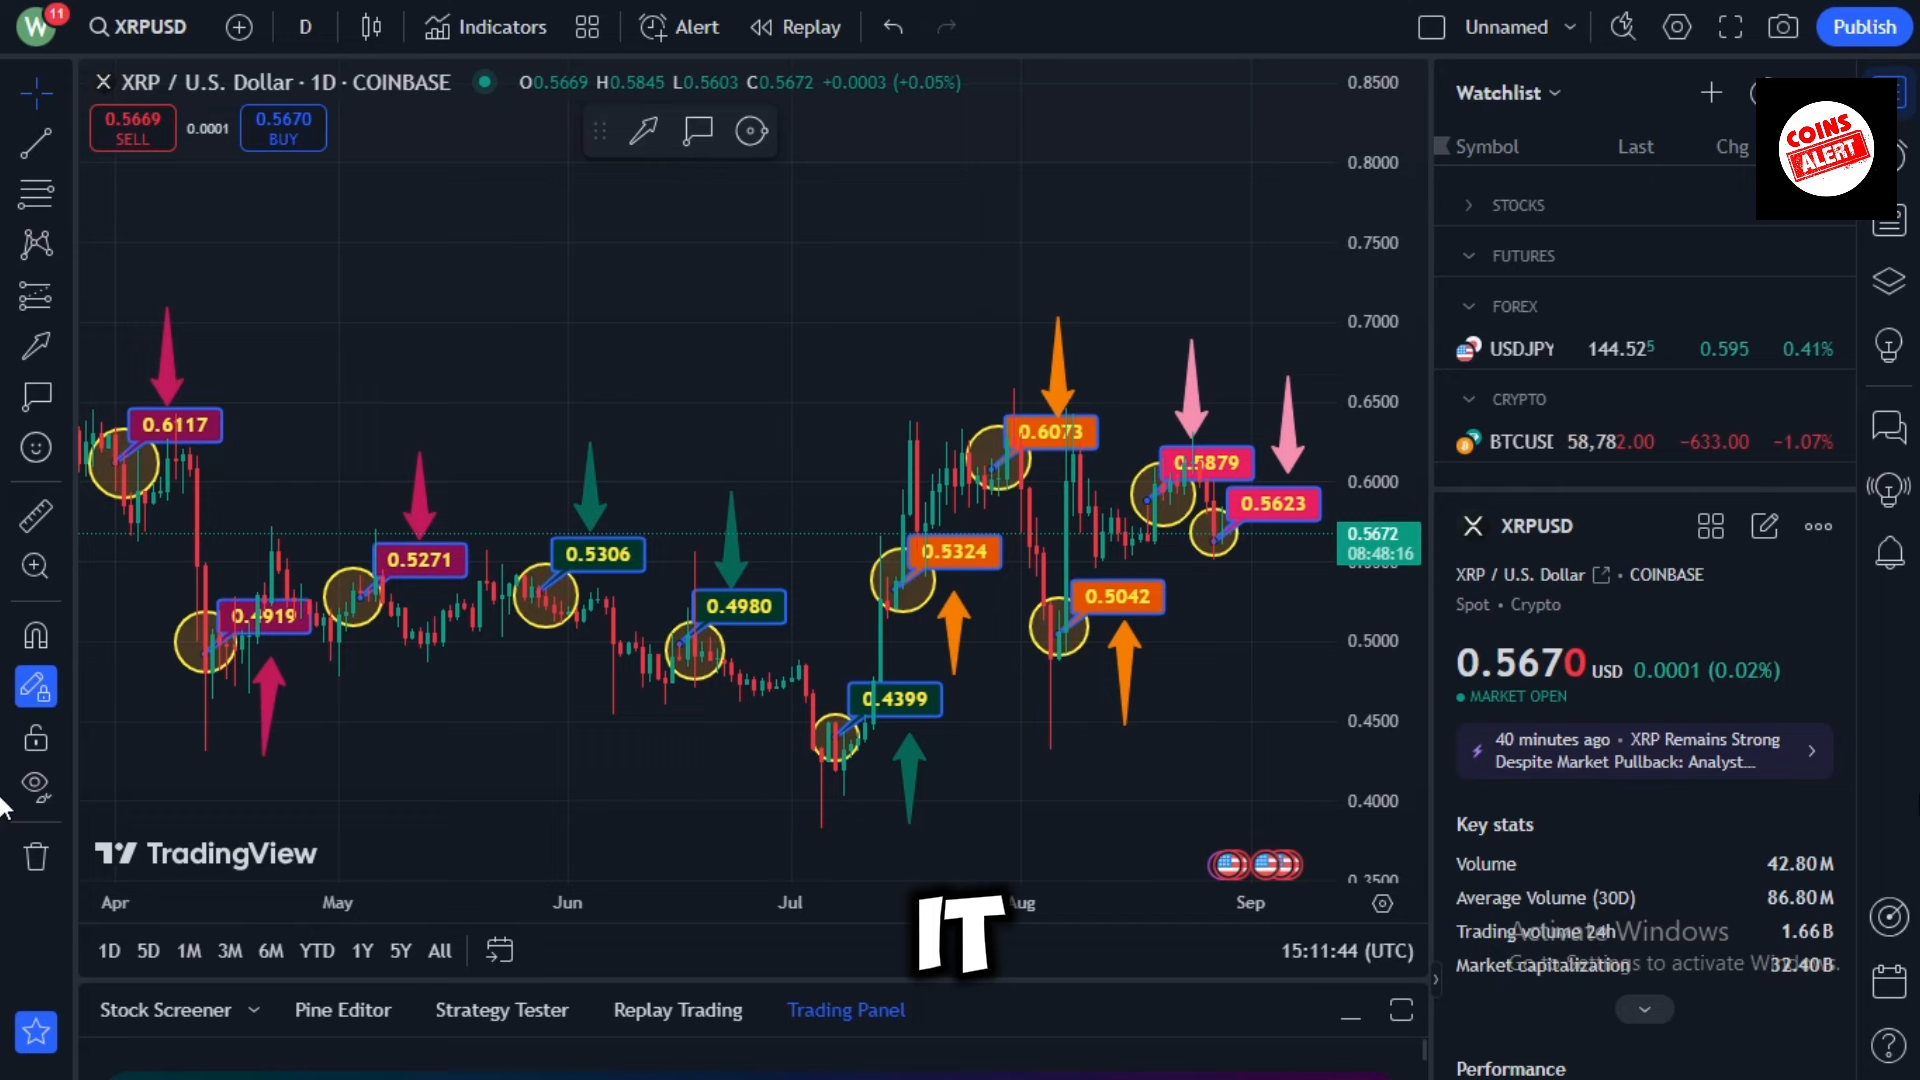 W 11 XRPUSD D Indicators Alert Replay Unnamed Publish
X XRP / U.S. Dollar · 1D · COINBASE O0.5669 H0.5845 L0.5603 C0.5672 +0.0003 (+0.05%)
0.5669
SELL
0.0001
0.5670
BUY
0.8500
0.8000
0.7500
0.7000
0.6500
0.6000
0.5672
08:48:16
0.5000
0.4500
0.4000
0.3500
0.6117
0.4919
0.5271
0.5306
0.4980
0.4399
0.5324
0.6073
0.5042
0.5879
0.5623
TradingView
Apr May Jun Jul Aug Sep
IT
1D 5D 1M 3M 6M YTD 1Y 5Y All 15:11:44 (UTC)
Stock Screener Pine Editor Strategy Tester Replay Trading Trading Panel
Watchlist
COINS
ALERT
Symbol Last Chg
STOCKS
FUTURES
FOREX
USDJPY 144.525 0.595 0.41%
CRYPTO
BTCUSD 58,782.00 −633.00 −1.07%
XRPUSD
XRP / U.S. Dollar · COINBASE
Spot · Crypto
0.5670 USD 0.0001 (0.02%)
MARKET OPEN
40 minutes ago · XRP Remains Strong
Despite Market Pullback: Analyst...
Key stats
Volume 42.80M
Average Volume (30D) 86.80M
Trading volume 24h 1.66B
Market capitalization 32.40B
Activate Windows
Go to Settings to activate Windows.
Performance